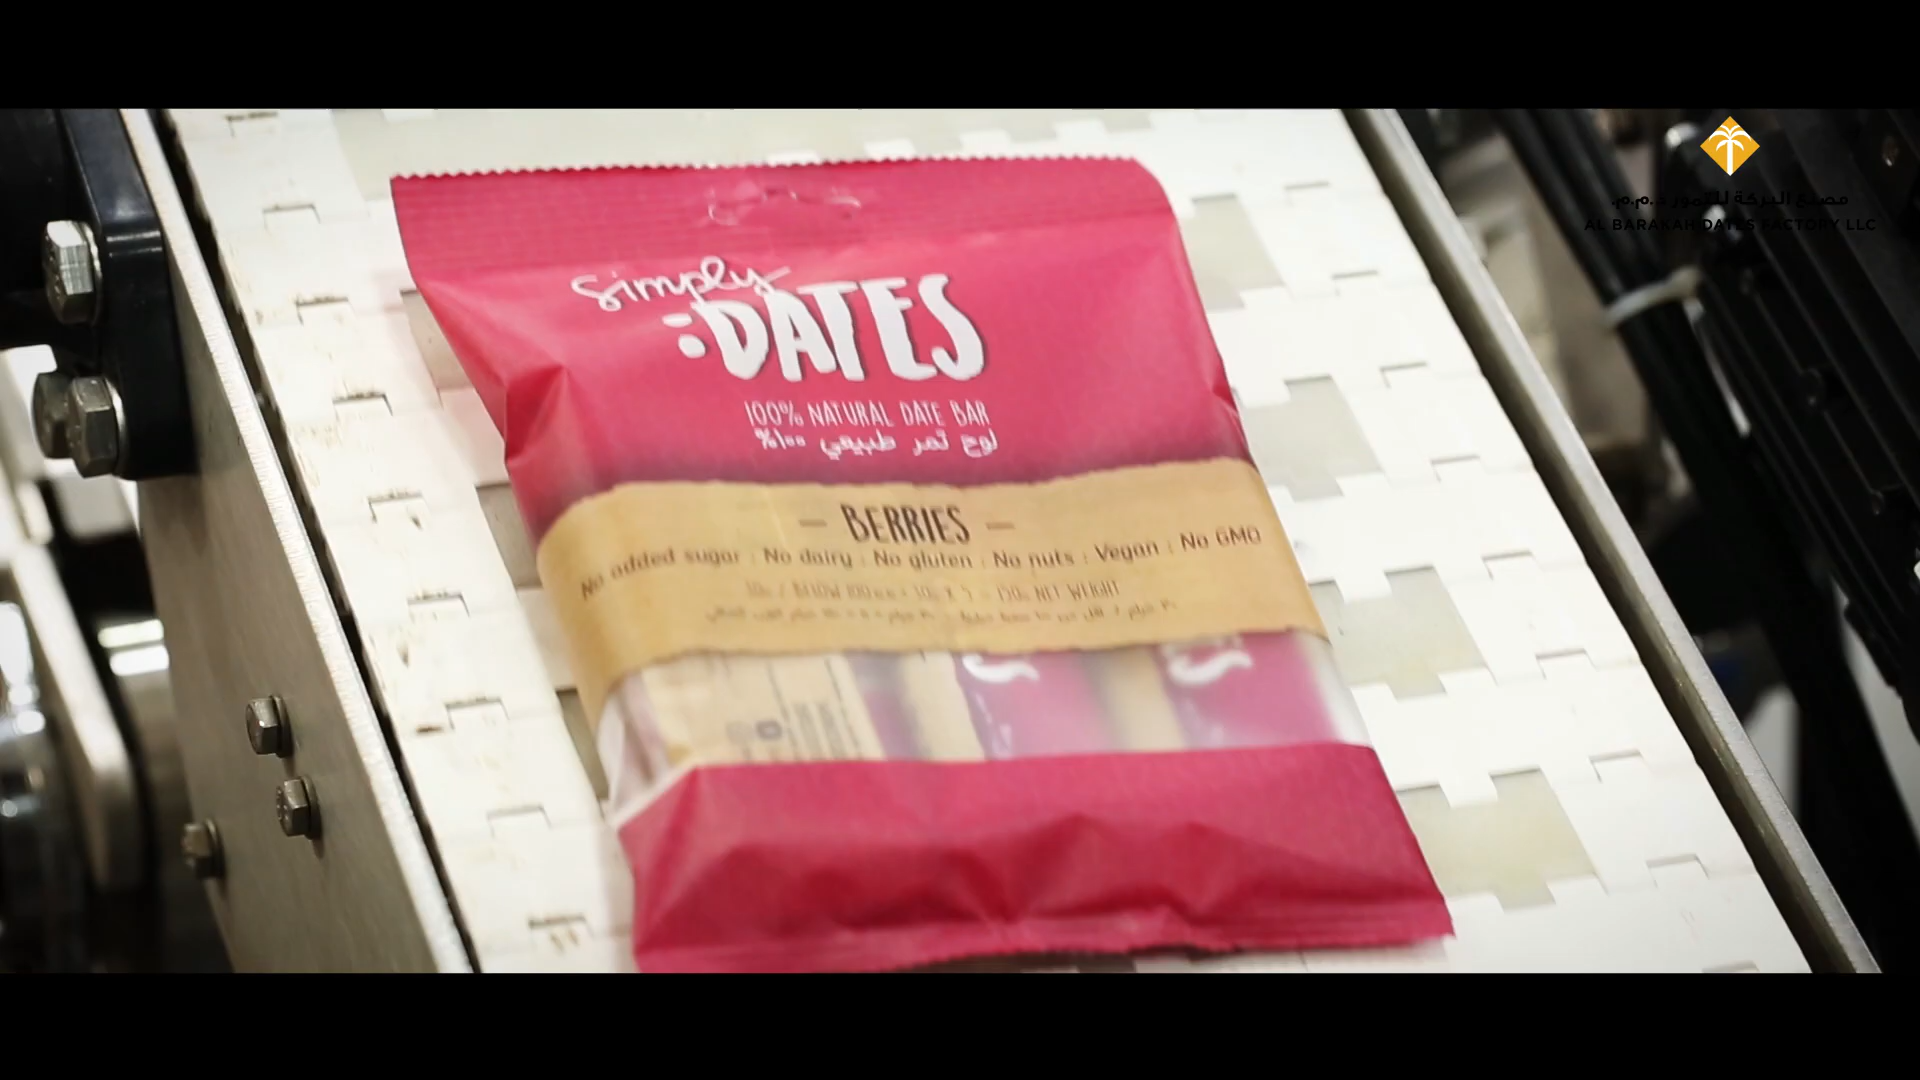 مصنع البركة للتمور ذ.م.م.
AL BARAKAH DATES FACTORY LLC
Simply
:DATES
100% NATURAL DATE BAR
لوح تمر طبيعي ١٠٠%
— BERRIES —
No added sugar : No dairy : No gluten : No nuts : Vegan : No GMO
NET WEIGHT